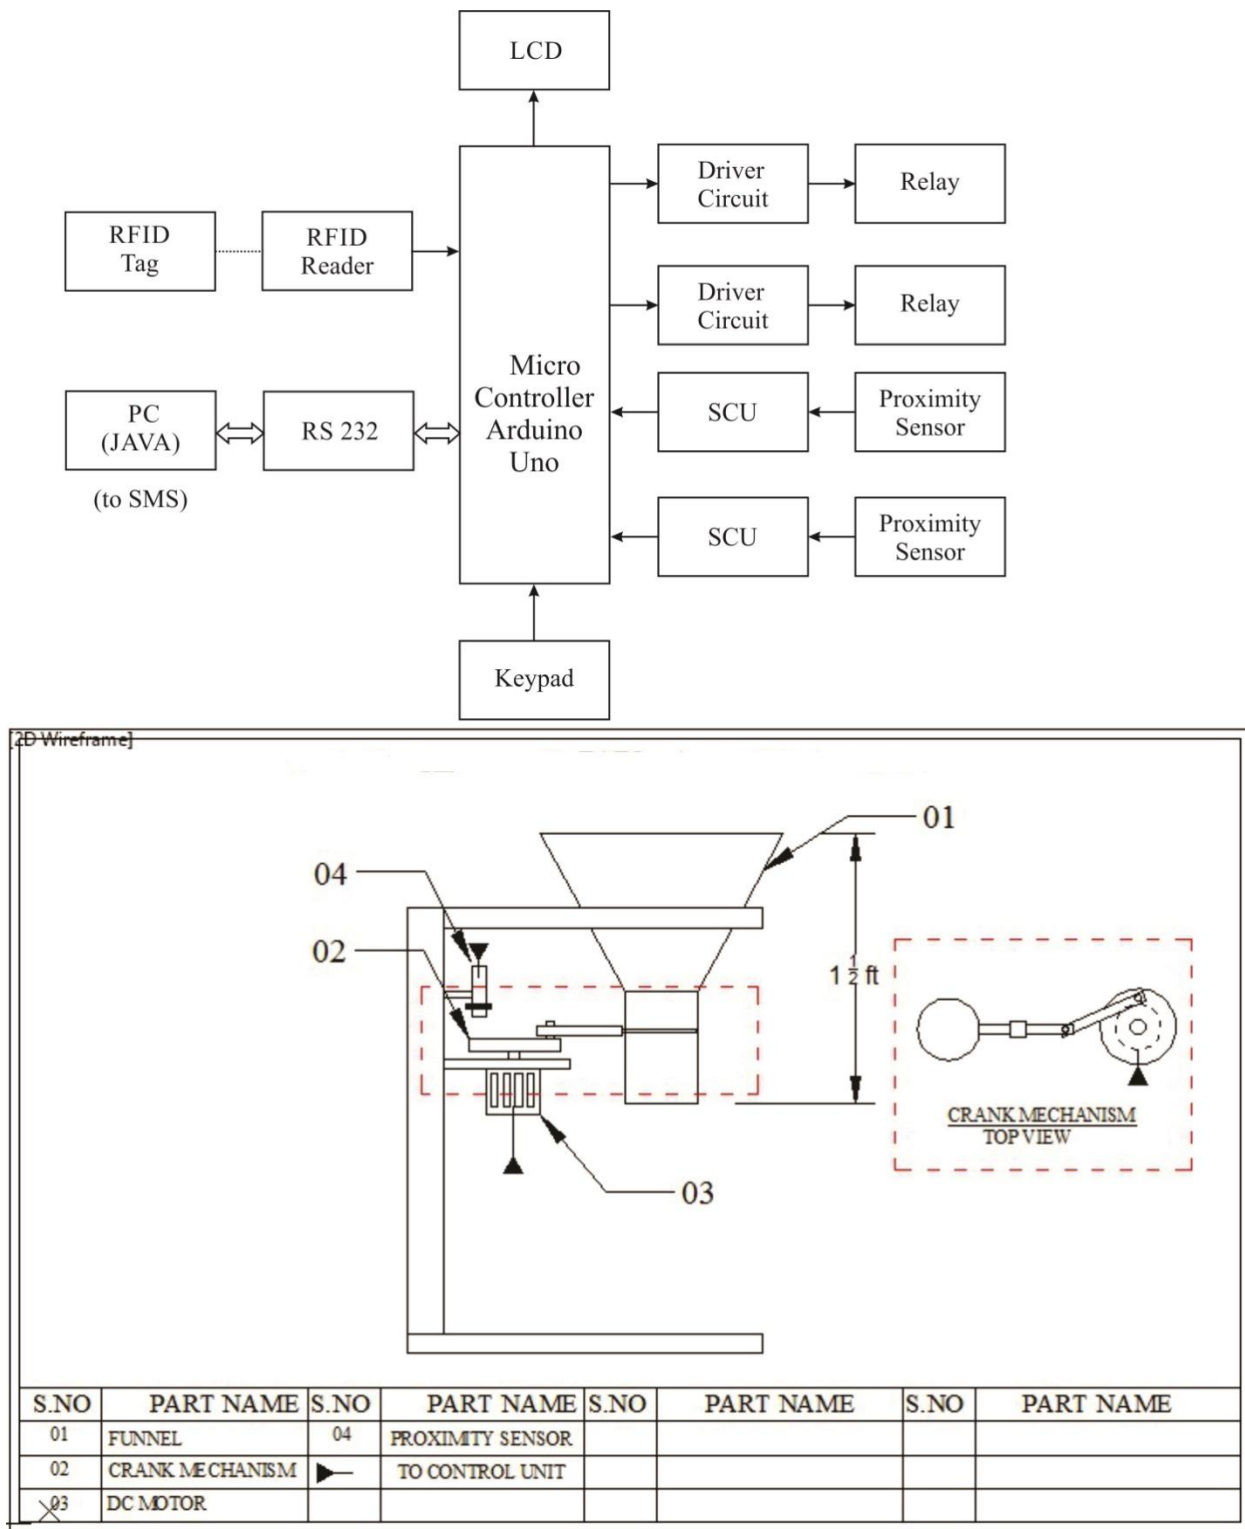 LCD
Driver
Circuit
Relay
RFID
Tag
RFID
Reader
Driver
Circuit
Relay
Micro
Controller
Arduino
Uno
PC
(JAVA)
RS 232
SCU
Proximity
Sensor
(to SMS)
SCU
Proximity
Sensor
Keypad
[2D Wireframe]
01
04
02
1 1/2 ft
CRANK MECHANISM
TOP VIEW
03
S.NO PART NAME S.NO PART NAME S.NO PART NAME S.NO PART NAME
01 FUNNEL 04 PROXIMITY SENSOR
02 CRANK MECHANISM TO CONTROL UNIT
03 DC MOTOR